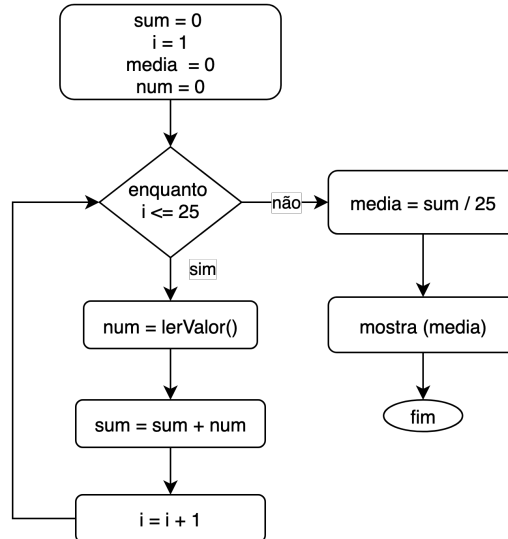 sum = 0
i = 1
media = 0
num = 0
enquanto
i <= 25
não
media = sum / 25
sim
num = lerValor()
mostra (media)
sum = sum + num
fim
i = i + 1